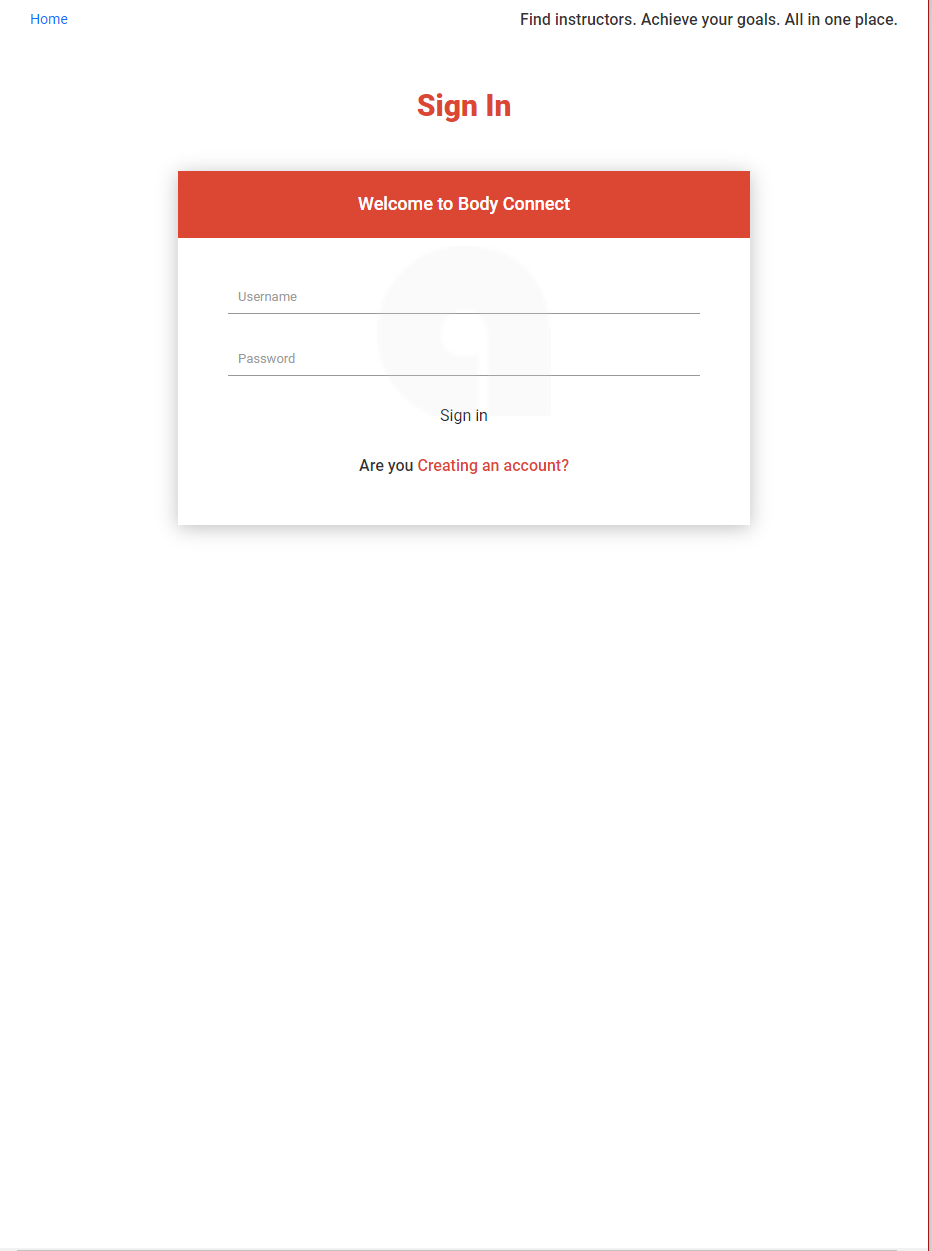 Home
Find instructors. Achieve your goals. All in one place.
Sign In
Welcome to Body Connect
Username
Password
Sign in
Are you Creating an account?